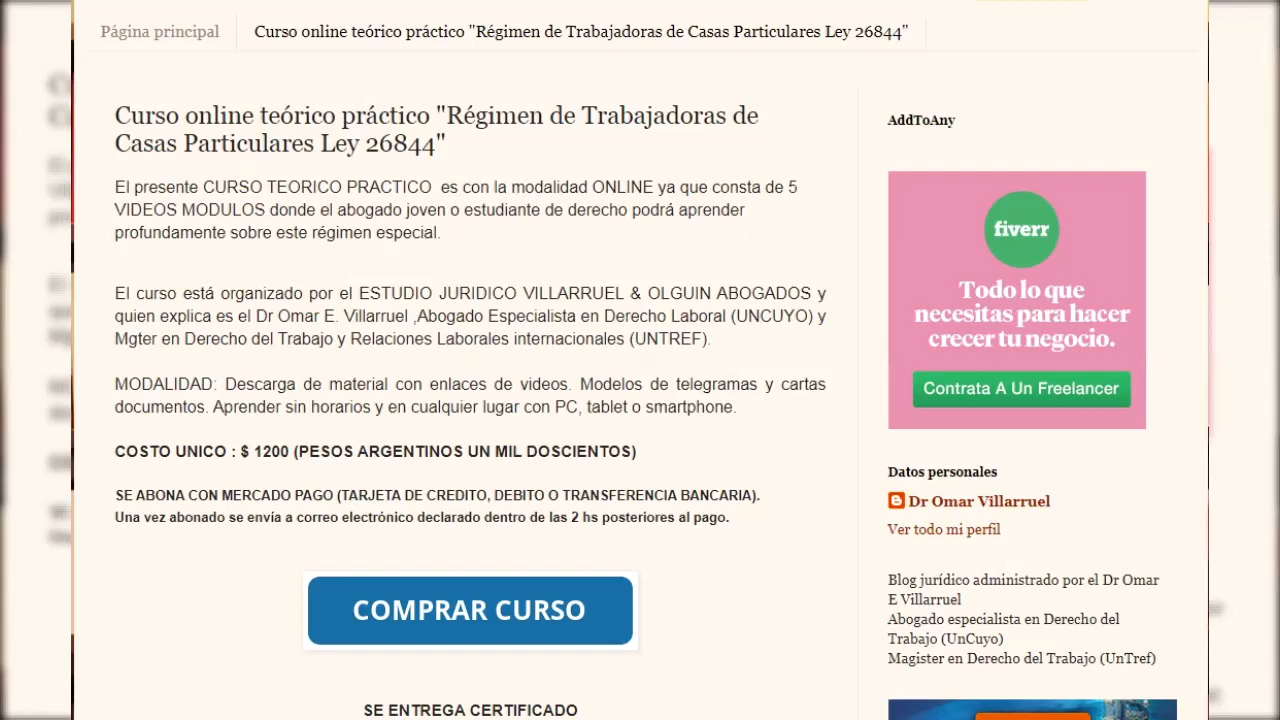 Página principal
Curso online teórico práctico "Régimen de Trabajadoras de Casas Particulares Ley 26844"
Curso online teórico práctico "Régimen de Trabajadoras de
Casas Particulares Ley 26844"
El presente CURSO TEORICO PRACTICO  es con la modalidad ONLINE ya que consta de 5
VIDEOS MODULOS donde el abogado joven o estudiante de derecho podrá aprender
profundamente sobre este régimen especial.
El curso está organizado por el ESTUDIO JURIDICO VILLARRUEL & OLGUIN ABOGADOS y
quien explica es el Dr Omar E. Villarruel ,Abogado Especialista en Derecho Laboral (UNCUYO) y
Mgter en Derecho del Trabajo y Relaciones Laborales internacionales (UNTREF).
MODALIDAD: Descarga de material con enlaces de videos. Modelos de telegramas y cartas
documentos. Aprender sin horarios y en cualquier lugar con PC, tablet o smartphone.
COSTO UNICO : $ 1200 (PESOS ARGENTINOS UN MIL DOSCIENTOS)
SE ABONA CON MERCADO PAGO (TARJETA DE CREDITO, DEBITO O TRANSFERENCIA BANCARIA).
Una vez abonado se envía a correo electrónico declarado dentro de las 2 hs posteriores al pago.
COMPRAR CURSO
SE ENTREGA CERTIFICADO
AddToAny
fiverr
Todo lo que
necesitas para hacer
crecer tu negocio.
Contrata A Un Freelancer
Datos personales
Dr Omar Villarruel
Ver todo mi perfil
Blog jurídico administrado por el Dr Omar
E Villarruel
Abogado especialista en Derecho del
Trabajo (UnCuyo)
Magister en Derecho del Trabajo (UnTref)